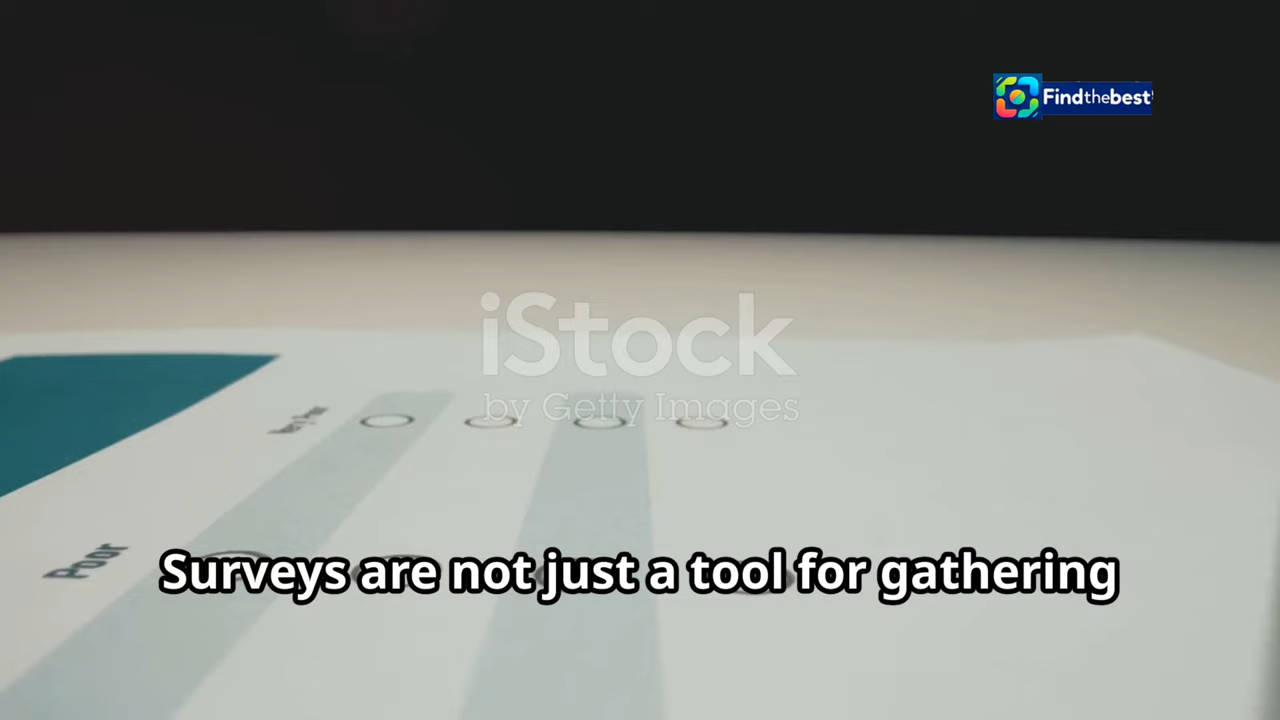 Findthebest
iStock
by Getty Images
Poor
Surveys are not just a tool for gathering